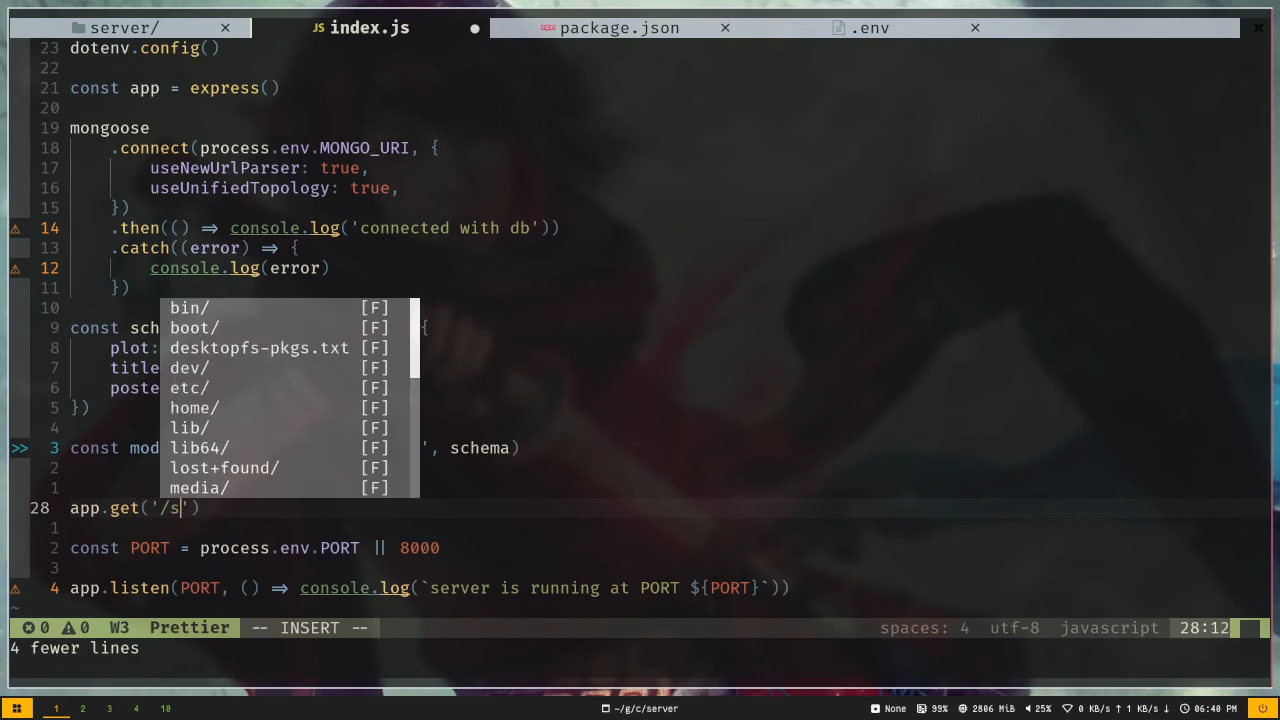 server/ × JS index.js ● package.json × .env × ×
23 dotenv.config()
22
21 const app = express()
20
19 mongoose
18 .connect(process.env.MONGO_URI, {
17 useNewUrlParser: true,
16 useUnifiedTopology: true,
15 })
⚠ 14 .then(() => console.log('connected with db'))
13 .catch((error) => {
⚠ 12 console.log(error)
11 })
10 bin/ [F]
9 const sch boot/ [F] {
8 plot: desktopfs-pkgs.txt [F]
7 title dev/ [F]
6 poste etc/ [F]
5 }) home/ [F]
4 lib/ [F]
>> 3 const mod lib64/ [F] ', schema)
2 lost+found/ [F]
1 media/ [F]
28 app.get('/s')
1
2 const PORT = process.env.PORT || 8000
3
⚠ 4 app.listen(PORT, () => console.log(`server is running at PORT ${PORT}`))
~
0 0 W3 Prettier -- INSERT -- spaces: 4 utf-8 javascript 28:12
4 fewer lines
1 2 3 4 10 ~/g/c/server None 99% 2806 MiB 25% 0 KB/s ↑ 1 KB/s ↓ 06:40 PM